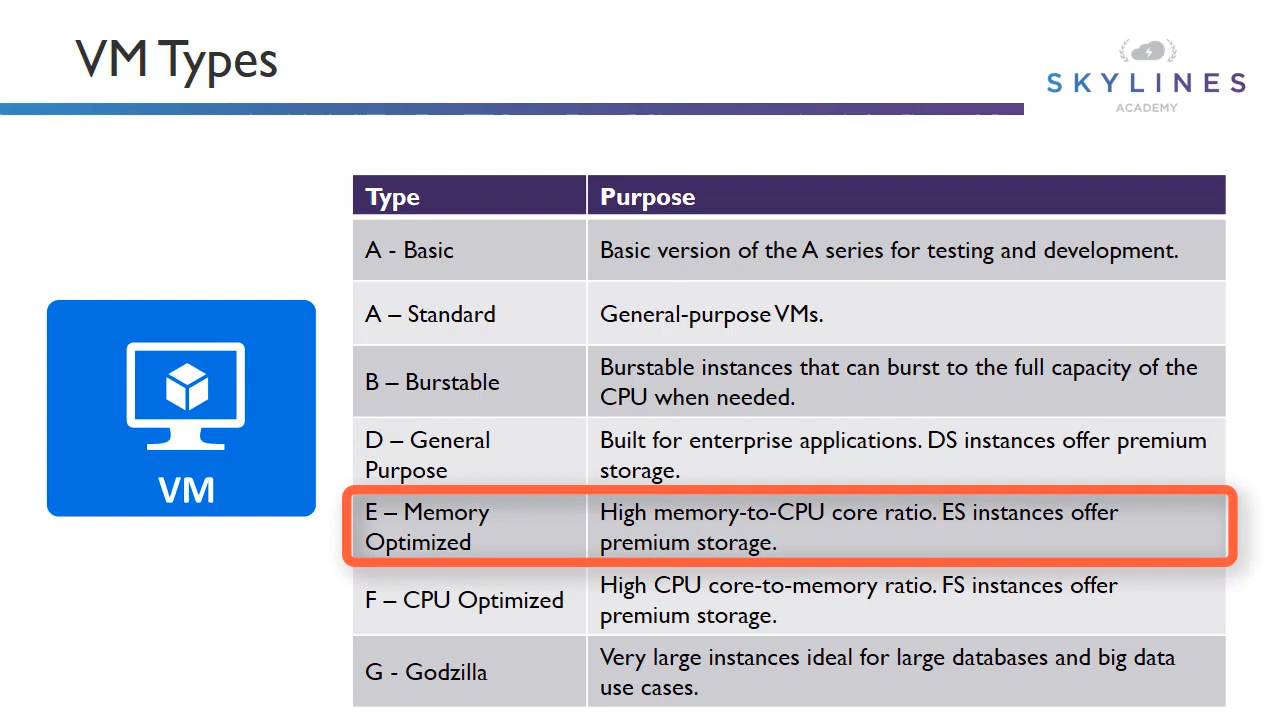 VM Types
SKYLINES
ACADEMY
Type Purpose
A - Basic Basic version of the A series for testing and development.
A – Standard General-purpose VMs.
B – Burstable Burstable instances that can burst to the full capacity of the
CPU when needed.
D – General
Purpose
Built for enterprise applications. DS instances offer premium
storage.
E – Memory
Optimized
High memory-to-CPU core ratio. ES instances offer
premium storage.
F – CPU Optimized
High CPU core-to-memory ratio. FS instances offer
premium storage.
G - Godzilla
Very large instances ideal for large databases and big data
use cases.
VM